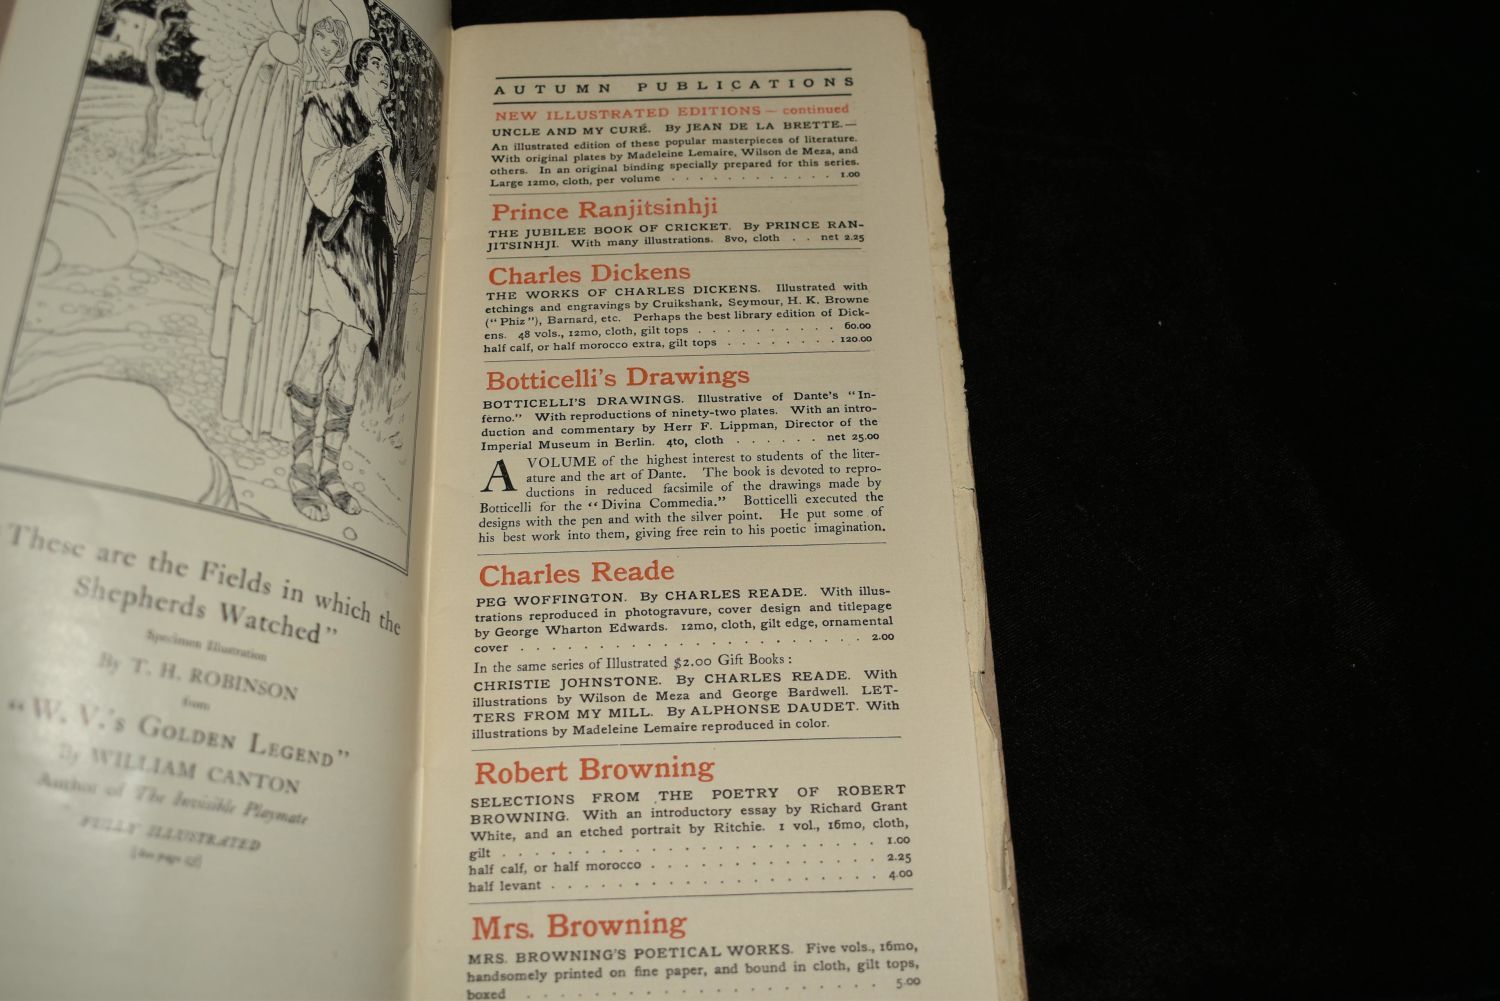 These are the Fields in which the
Shepherds Watched"
Specimen Illustration
By T. H. ROBINSON
from
"W. V.'s GOLDEN LEGEND"
By WILLIAM CANTON
Author of The Invisible Playmate
FULLY ILLUSTRATED
AUTUMN PUBLICATIONS
NEW ILLUSTRATED EDITIONS — continued
UNCLE AND MY CURÉ. By JEAN DE LA BRETTE.—
An illustrated edition of these popular masterpieces of literature.
With original plates by Madeleine Lemaire, Wilson de Meza, and
others. In an original binding specially prepared for this series.
Large 12mo, cloth, per volume . . . . . . . . . . . . 1.00
Prince Ranjitsinhji
THE JUBILEE BOOK OF CRICKET. By PRINCE RAN-
JITSINHJI. With many illustrations. 8vo, cloth . . net 2.25
Charles Dickens
THE WORKS OF CHARLES DICKENS. Illustrated with
etchings and engravings by Cruikshank, Seymour, H. K. Browne
("Phiz"), Barnard, etc. Perhaps the best library edition of Dick-
ens. 48 vols., 12mo, cloth, gilt tops . . . . . . . . . . 60.00
half calf, or half morocco extra, gilt tops . . . . . . . . 120.00
Botticelli's Drawings
BOTTICELLI'S DRAWINGS. Illustrative of Dante's "In-
ferno." With reproductions of ninety-two plates. With an intro-
duction and commentary by Herr F. Lippman, Director of the
Imperial Museum in Berlin. 4to, cloth . . . . . . net 25.00
A VOLUME of the highest interest to students of the liter-
ature and the art of Dante. The book is devoted to repro-
ductions in reduced facsimile of the drawings made by
Botticelli for the "Divina Commedia." Botticelli executed the
designs with the pen and with the silver point. He put some of
his best work into them, giving free rein to his poetic imagination.
Charles Reade
PEG WOFFINGTON. By CHARLES READE. With illus-
trations reproduced in photogravure, cover design and titlepage
by George Wharton Edwards. 12mo, cloth, gilt edge, ornamental
cover . . . . . . . . . . . . . . . . . . . . . 2.00
In the same series of Illustrated $2.00 Gift Books :
CHRISTIE JOHNSTONE. By CHARLES READE. With
illustrations by Wilson de Meza and George Bardwell. LET-
TERS FROM MY MILL. By ALPHONSE DAUDET. With
illustrations by Madeleine Lemaire reproduced in color.
Robert Browning
SELECTIONS FROM THE POETRY OF ROBERT
BROWNING. With an introductory essay by Richard Grant
White, and an etched portrait by Ritchie. 1 vol., 16mo, cloth,
gilt . . . . . . . . . . . . . . . . . . . . . . 1.00
half calf, or half morocco . . . . . . . . . . . . . . 2.25
half levant . . . . . . . . . . . . . . . . . . . . 4.00
Mrs. Browning
MRS. BROWNING'S POETICAL WORKS. Five vols., 16mo,
handsomely printed on fine paper, and bound in cloth, gilt tops,
boxed . . . . . . . . . . . . . . . . . . . . . 5.00